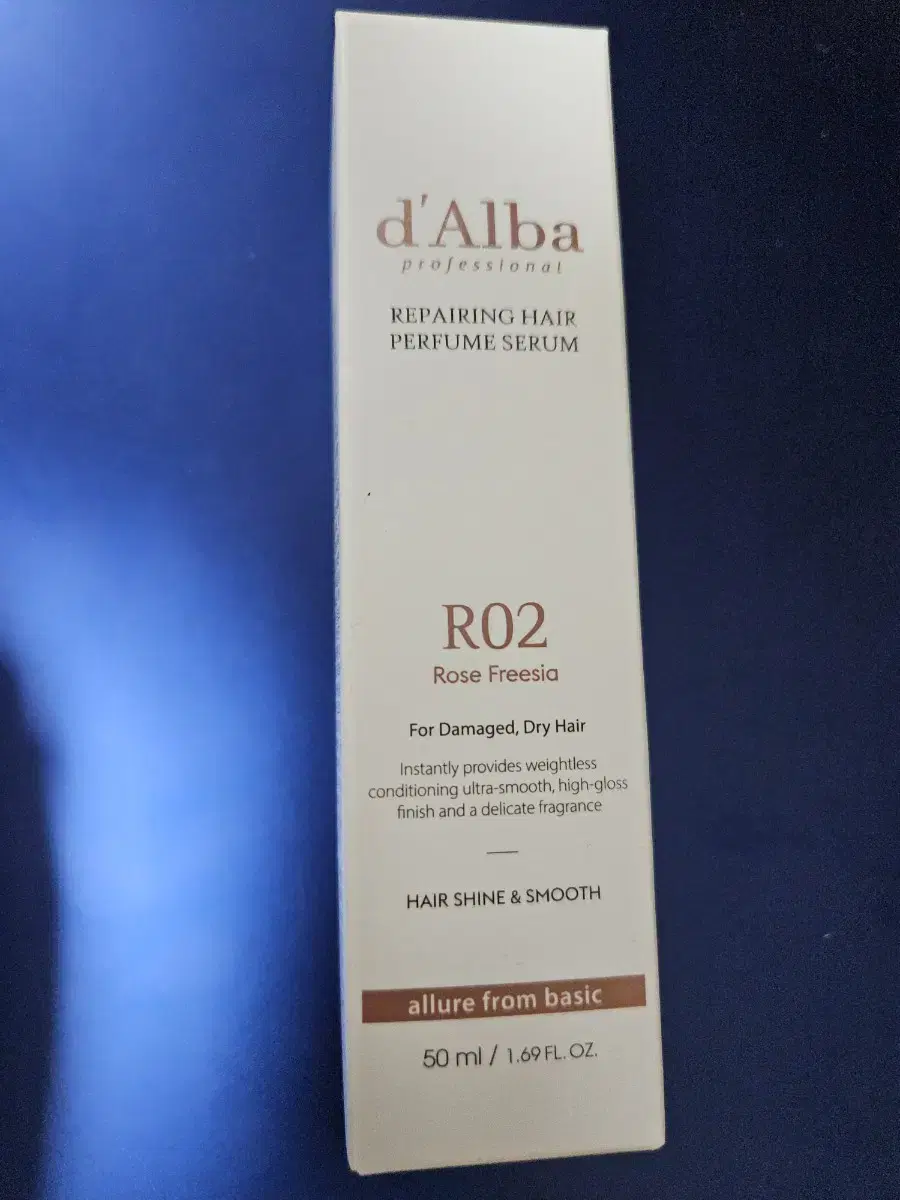 d'Alba
professional
REPAIRING HAIR
PERFUME SERUM
R02
Rose Freesia
For Damaged, Dry Hair
Instantly provides weightless
conditioning ultra-smooth, high-gloss
finish and a delicate fragrance
HAIR SHINE & SMOOTH
allure from basic
50 ml / 1.69 FL. OZ.